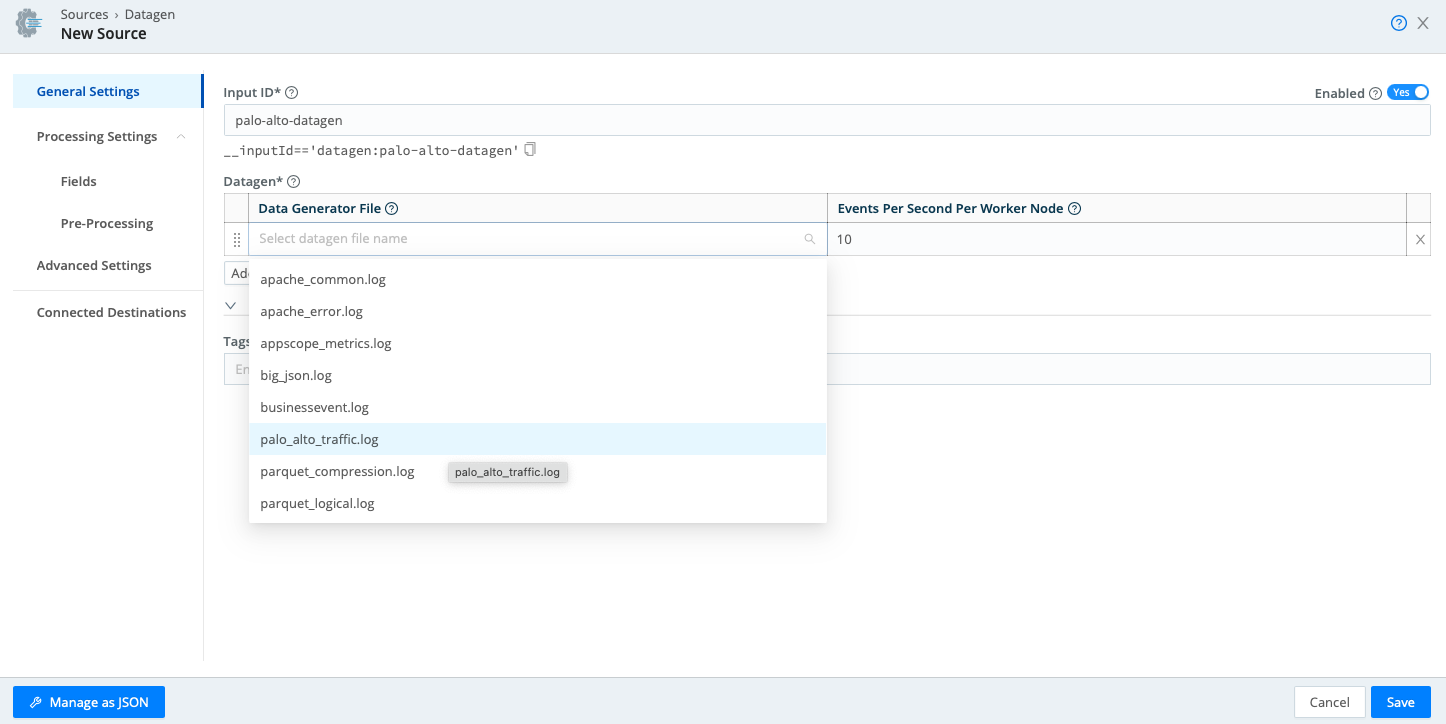 Sources › Datagen
New Source
General Settings
Processing Settings
Fields
Pre-Processing
Advanced Settings
Connected Destinations
Input ID*
Enabled
Yes
palo-alto-datagen
__inputId=='datagen:palo-alto-datagen'
Datagen*
Data Generator File
Events Per Second Per Worker Node
Select datagen file name
10
apache_common.log
apache_error.log
appscope_metrics.log
big_json.log
businessevent.log
palo_alto_traffic.log
parquet_compression.log
palo_alto_traffic.log
parquet_logical.log
Tags
Manage as JSON
Cancel
Save